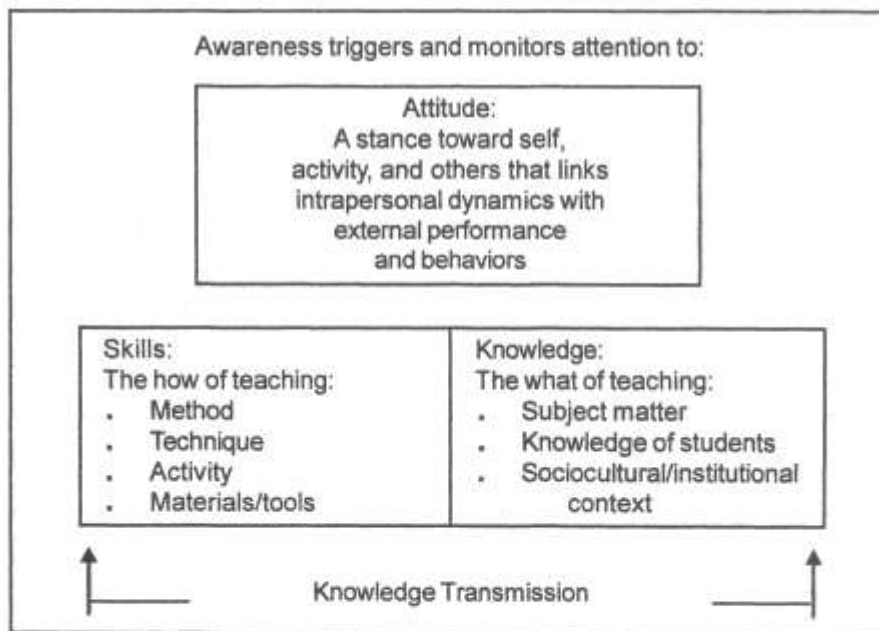 Awareness triggers and monitors attention to:
Attitude:
A stance toward self,
activity, and others that links
intrapersonal dynamics with
external performance
and behaviors
Skills:
The how of teaching:
. Method
. Technique
. Activity
. Materials/tools
Knowledge:
The what of teaching:
. Subject matter
. Knowledge of students
. Sociocultural/institutional
context
Knowledge Transmission